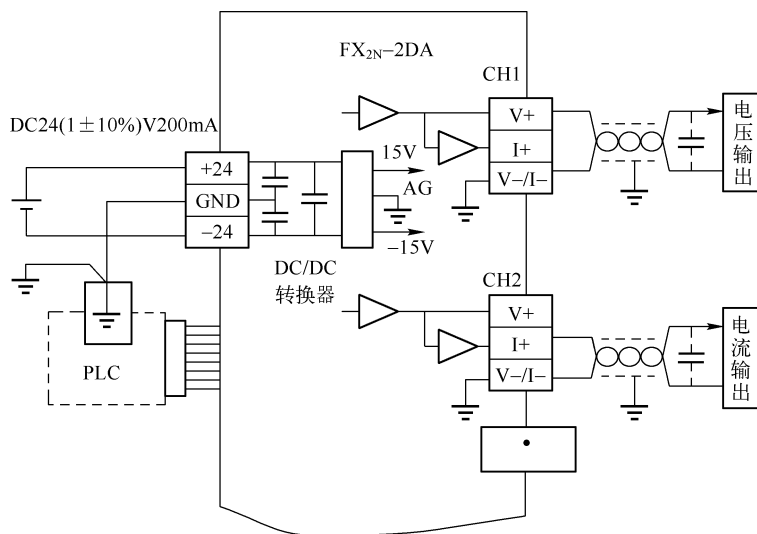 FX2N-2DA
DC24(1±10%)V200mA
+24
GND
-24
15V
AG
-15V
DC/DC
转换器
PLC
CH1
V+
I+
V-/I-
电压输出
CH2
V+
I+
V-/I-
电流输出